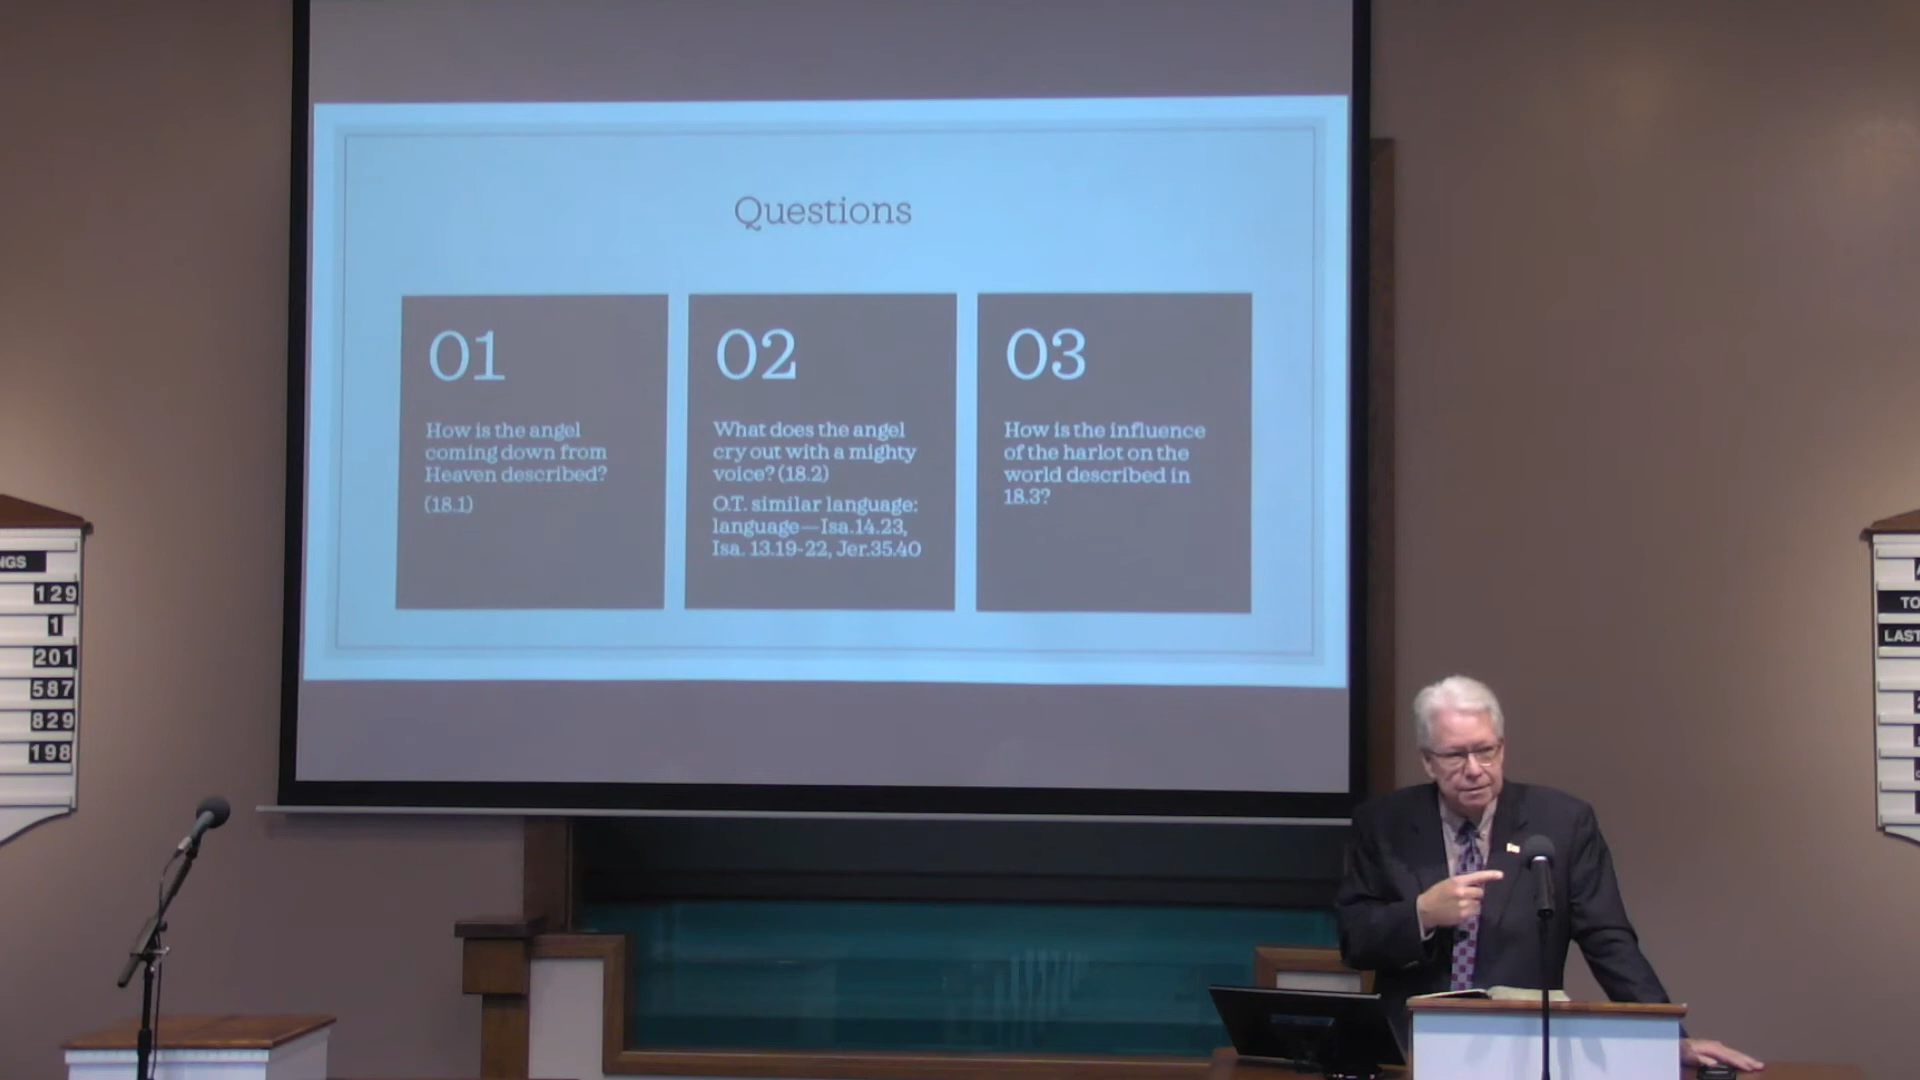 Questions
01
How is the angel
coming down from
Heaven described?
(18.1)
02
What does the angel
cry out with a mighty
voice? (18.2)
O.T. similar language:
language—Isa.14.23,
Isa. 13.19-22, Jer.35.40
03
How is the influence
of the harlot on the
world described in
18.3?
NGS
129
1
201
587
829
198
TO
LAST